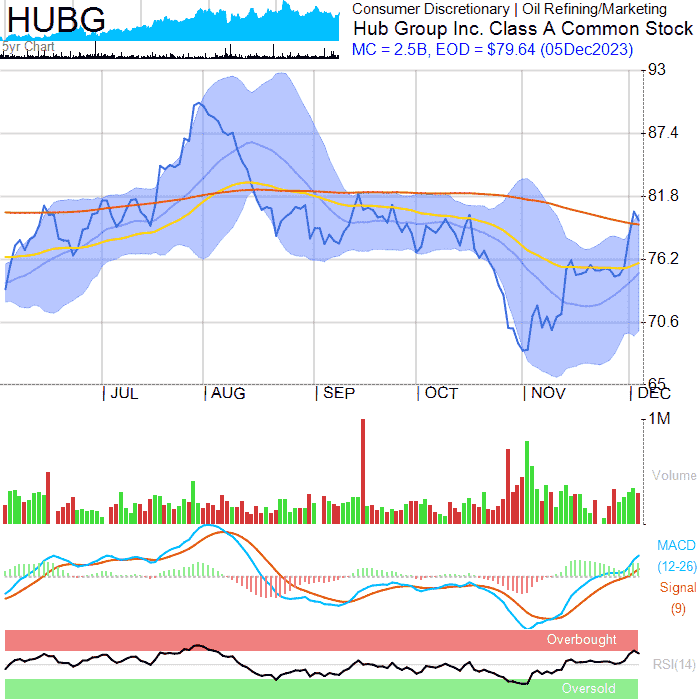 HUBG
5yr Chart
Consumer Discretionary | Oil Refining/Marketing
Hub Group Inc. Class A Common Stock
MC = 2.5B, EOD = $79.64 (05Dec2023)
93
87.4
81.8
76.2
70.6
65
JUL AUG SEP OCT NOV DEC
1M
Volume
MACD
(12-26)
Signal
(9)
Overbought
RSI(14)
Oversold